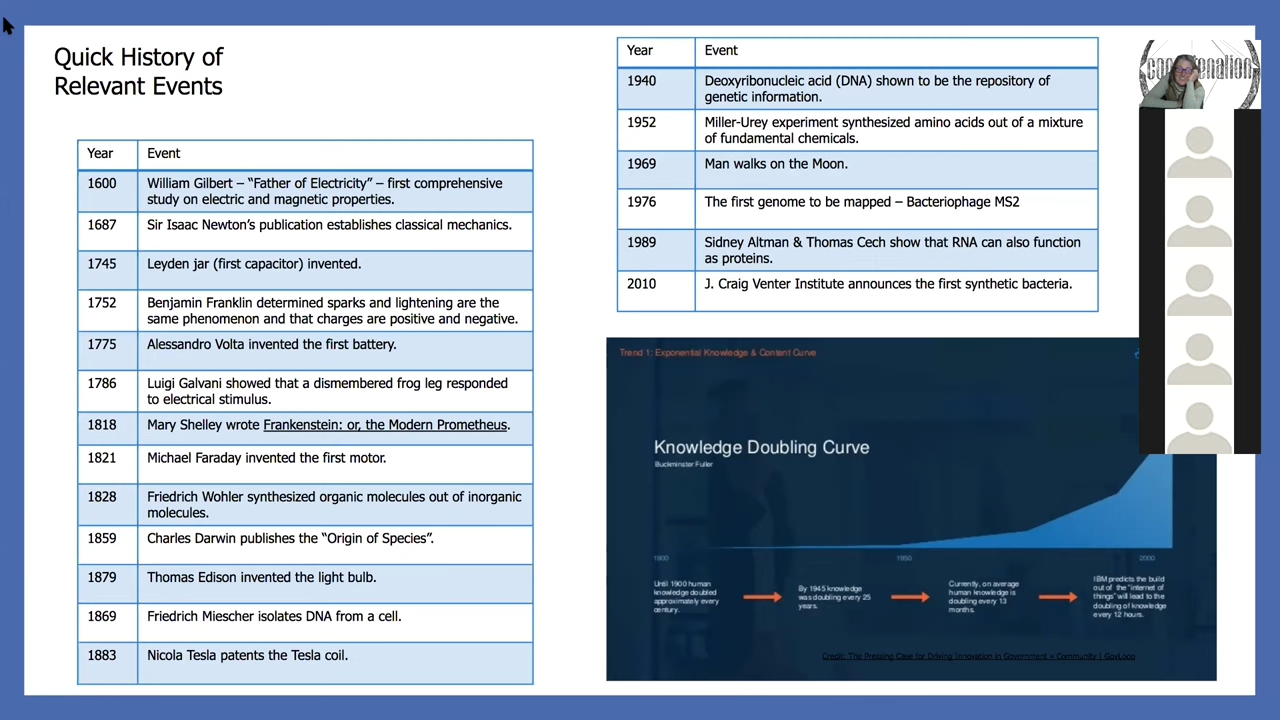 Quick History of
Relevant Events
Year Event
1600 William Gilbert – “Father of Electricity” – first comprehensive
study on electric and magnetic properties.
1687 Sir Isaac Newton’s publication establishes classical mechanics.
1745 Leyden jar (first capacitor) invented.
1752 Benjamin Franklin determined sparks and lightening are the
same phenomenon and that charges are positive and negative.
1775 Alessandro Volta invented the first battery.
1786 Luigi Galvani showed that a dismembered frog leg responded
to electrical stimulus.
1818 Mary Shelley wrote Frankenstein: or, the Modern Prometheus.
1821 Michael Faraday invented the first motor.
1828 Friedrich Wohler synthesized organic molecules out of inorganic
molecules.
1859 Charles Darwin publishes the “Origin of Species”.
1879 Thomas Edison invented the light bulb.
1869 Friedrich Miescher isolates DNA from a cell.
1883 Nicola Tesla patents the Tesla coil.
Year Event
1940 Deoxyribonucleic acid (DNA) shown to be the repository of
genetic information.
1952 Miller-Urey experiment synthesized amino acids out of a mixture
of fundamental chemicals.
1969 Man walks on the Moon.
1976 The first genome to be mapped – Bacteriophage MS2
1989 Sidney Altman & Thomas Cech show that RNA can also function
as proteins.
2010 J. Craig Venter Institute announces the first synthetic bacteria.
Trend 1: Exponential Knowledge & Content Curve
Knowledge Doubling Curve
Buckminster Fuller
1900 1950 2000
Until 1900 human
knowledge doubled
approximately every
century.
By 1945 knowledge
was doubling every 25
years.
Currently, on average
human knowledge is
doubling every 13
months.
IBM predicts the build
out of the “internet of
things” will lead to the
doubling of knowledge
every 12 hours.
Credit: The Pressing Case for Driving Innovation in Government » Community | GovLoop